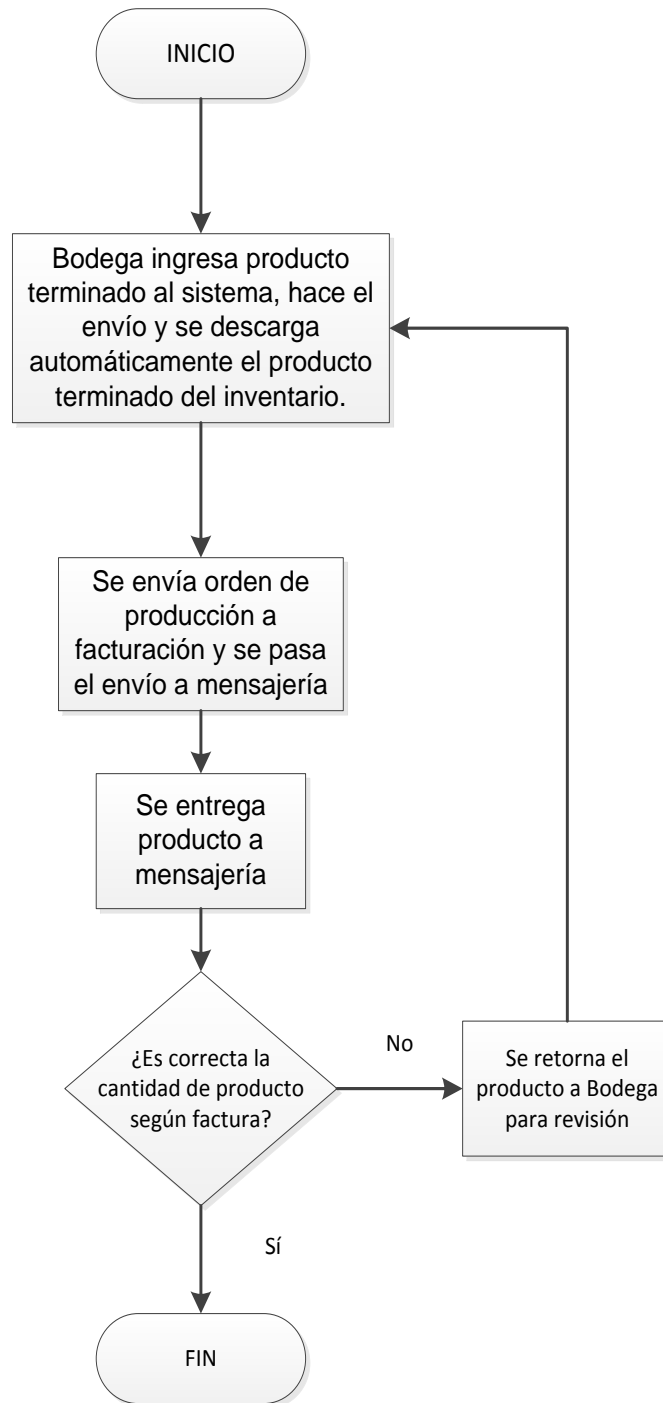 INICIO
Bodega ingresa producto
terminado al sistema, hace el
envío y se descarga
automáticamente el producto
terminado del inventario.
Se envía orden de
producción a
facturación y se pasa
el envío a mensajería
Se entrega
producto a
mensajería
¿Es correcta la
cantidad de producto
según factura?
No
Se retorna el
producto a Bodega
para revisión
Sí
FIN